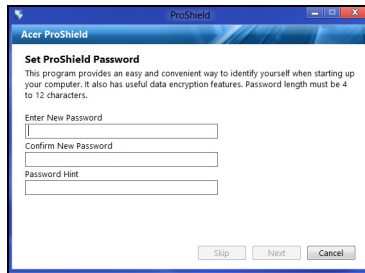 ProShield
Acer ProShield
Set ProShield Password
This program provides an easy and convenient way to identify yourself when starting up
your computer. It also has useful data encryption features. Password length must be 4
to 12 characters.
Enter New Password
Confirm New Password
Password Hint
Skip Next Cancel